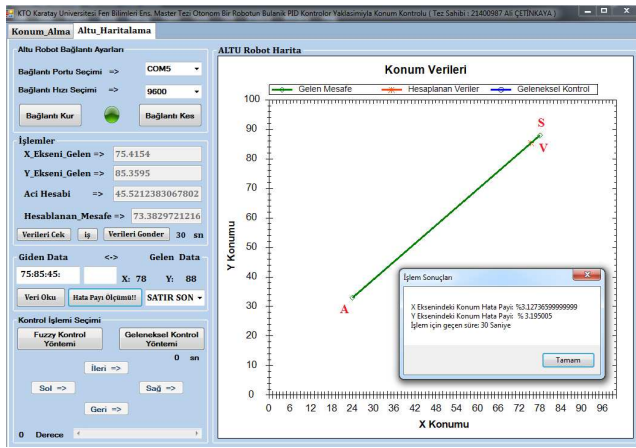 KTO Karatay Üniversitesi Fen Bilimleri Ens. Master Tezi Otonom Bir Robotun Bulanık PID Kontrolor Yaklasimiyla Konum Kontrolu ( Tez Sahibi : 21400987 Ali ÇETİNKAYA )
Konum_Alma Altu_Haritalama
Altu Robot Bağlantı Ayarları
Bağlantı Portu Seçimi => COM5
Bağlantı Hızı Seçimi => 9600
Bağlantı Kur Bağlantı Kes
İşlemler
X_Ekseni_Gelen => 75.4154
Y_Ekseni_Gelen => 85.3595
Aci Hesabi => 45.5212383067802
Hesablanan_Mesafe => 73.3829721216
Verileri Cek iş Verileri Gonder 30 sn
Giden Data <-> Gelen Data
75:85:45: X: 78 Y: 88
Veri Oku Hata Payı Ölçümü!! SATIR SON
Kontrol İşlemi Seçimi
Fuzzy Kontrol Yöntemi Geleneksel Kontrol Yöntemi
0 sn
İleri =>
Sol => Sağ =>
Geri =>
0 Derece
ALTU Robot Harita
Konum Verileri
Gelen Mesafe Hesaplanan Veriler Geleneksel Kontrol
100
90
80
70
60
50
40
30
20
10
0
Y Konumu
S
V
A
0 6 12 18 24 30 36 42 48 54 60 66 72 78 84 90 96
X Konumu
İşlem Sonuçları
X Eksenindeki Konum Hata Payi: %3.12736599999999
Y Eksenindeki Konum Hata Payi: % 3.195005
İşlem için geçen süre: 30 Saniye
Tamam